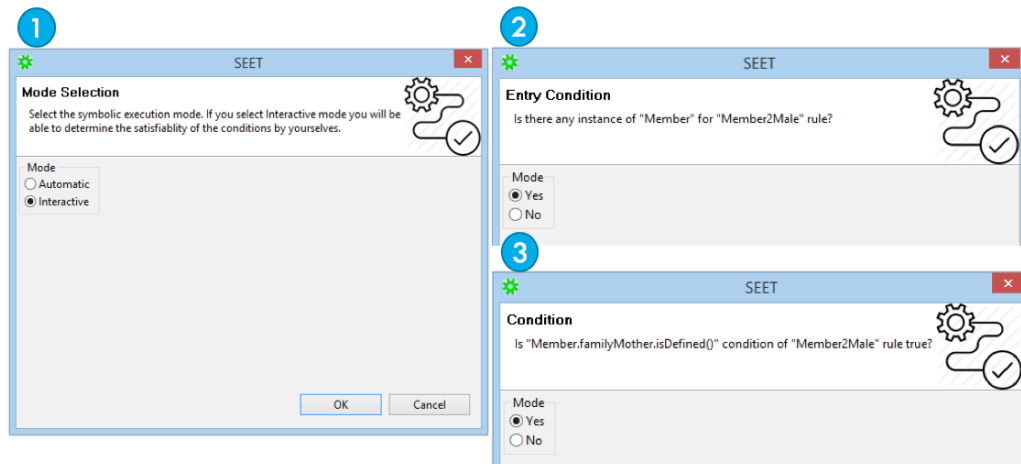 1
SEET
Mode Selection
Select the symbolic execution mode. If you select Interactive mode you will be
able to determine the satisfiablity of the conditions by yourselves.
Mode
Automatic
Interactive
OK
Cancel
2
SEET
Entry Condition
Is there any instance of "Member" for "Member2Male" rule?
Mode
Yes
No
3
SEET
Condition
Is "Member.familyMother.isDefined()" condition of "Member2Male" rule true?
Mode
Yes
No